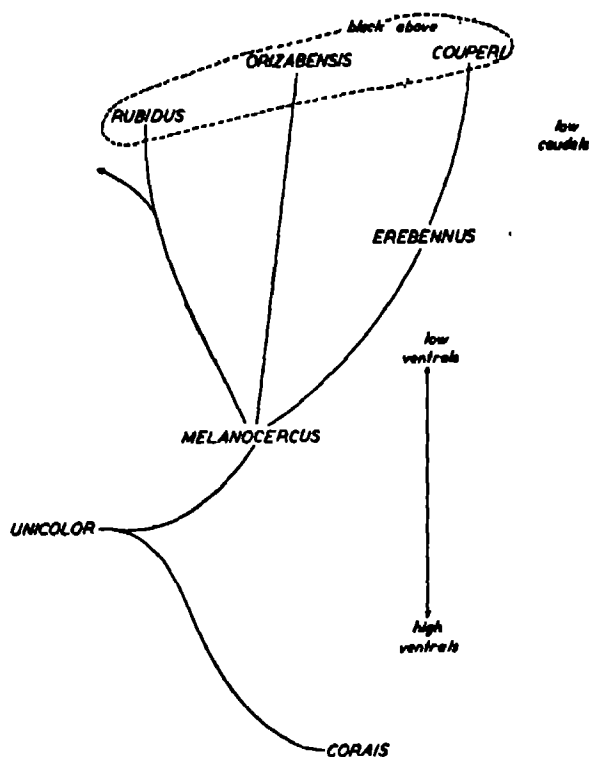 black above
ORIZABENSIS
COUPERI
RUBIDUS
low
caudals
EREBENNUS
low
ventrals
MELANOCERCUS
UNICOLOR
high
ventrals
CORAIS